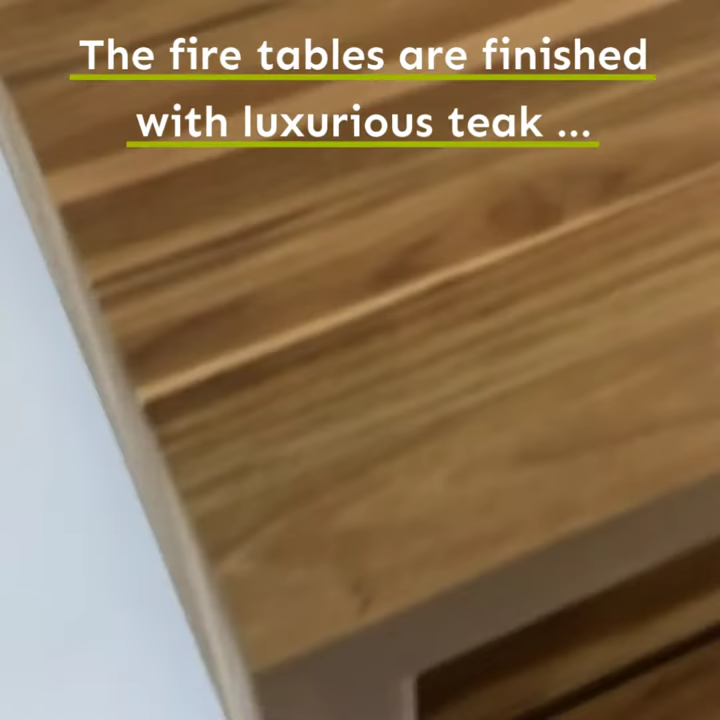 The fire tables are finished
with luxurious teak ...